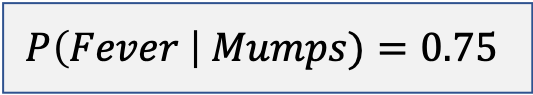 P(Fever | Mumps) = 0.75